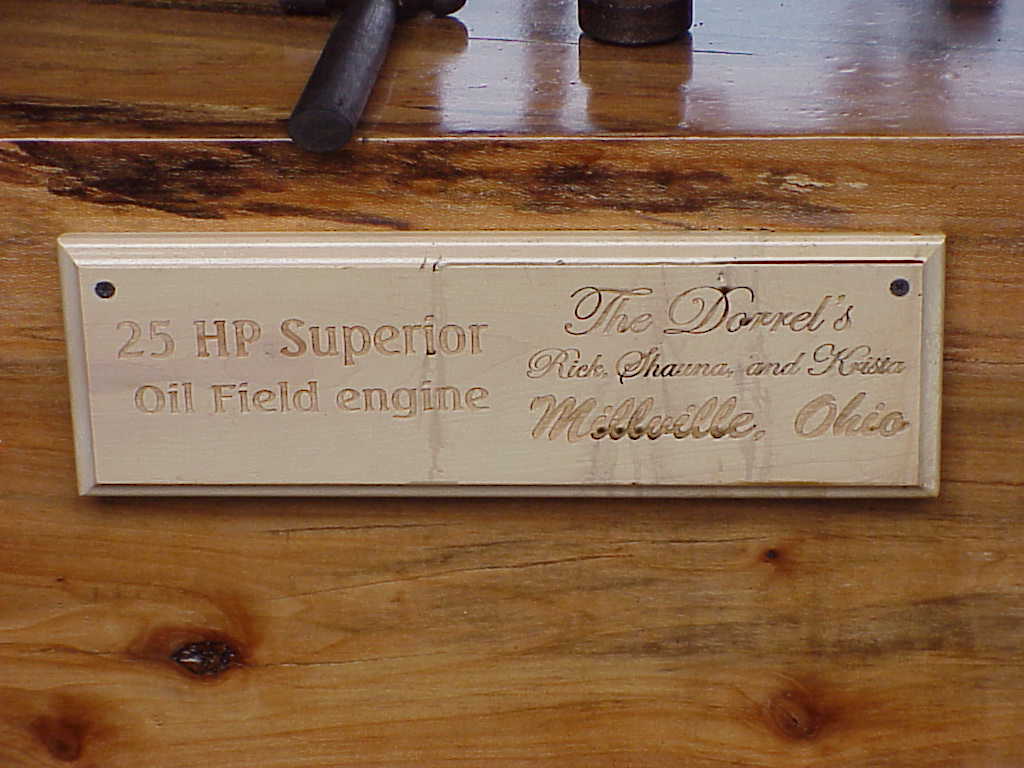 25 HP Superior
Oil Field engine
The Dorrel's
Rick, Shauna, and Krista
Millville, Ohio